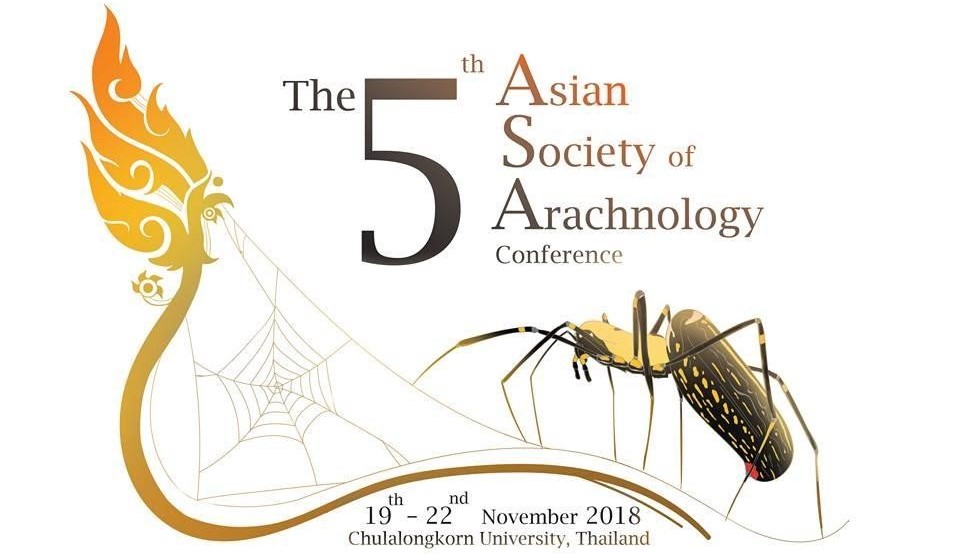 The 5th Asian
Society of
Arachnology
Conference
19th - 22nd November 2018
Chulalongkorn University, Thailand